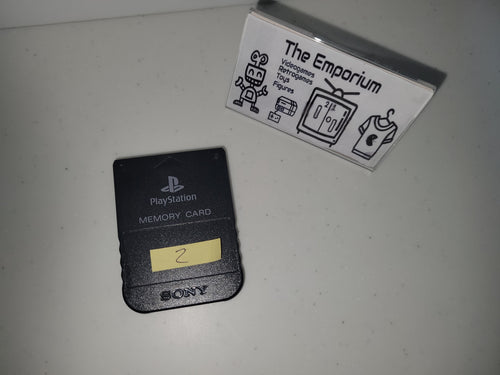 The Emporium
Videogames
Retrogames
Toys
Figures
PlayStation
MEMORY CARD
2
SONY